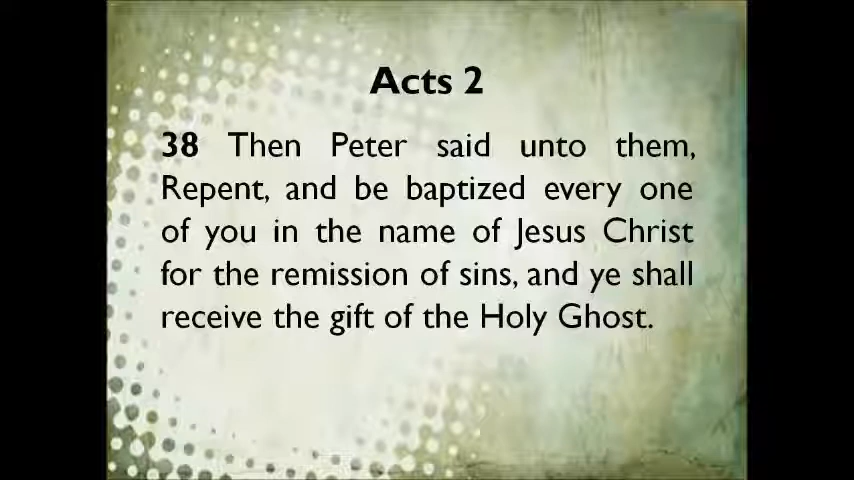 Acts 2
38 Then Peter said unto them,
Repent, and be baptized every one
of you in the name of Jesus Christ
for the remission of sins, and ye shall
receive the gift of the Holy Ghost.